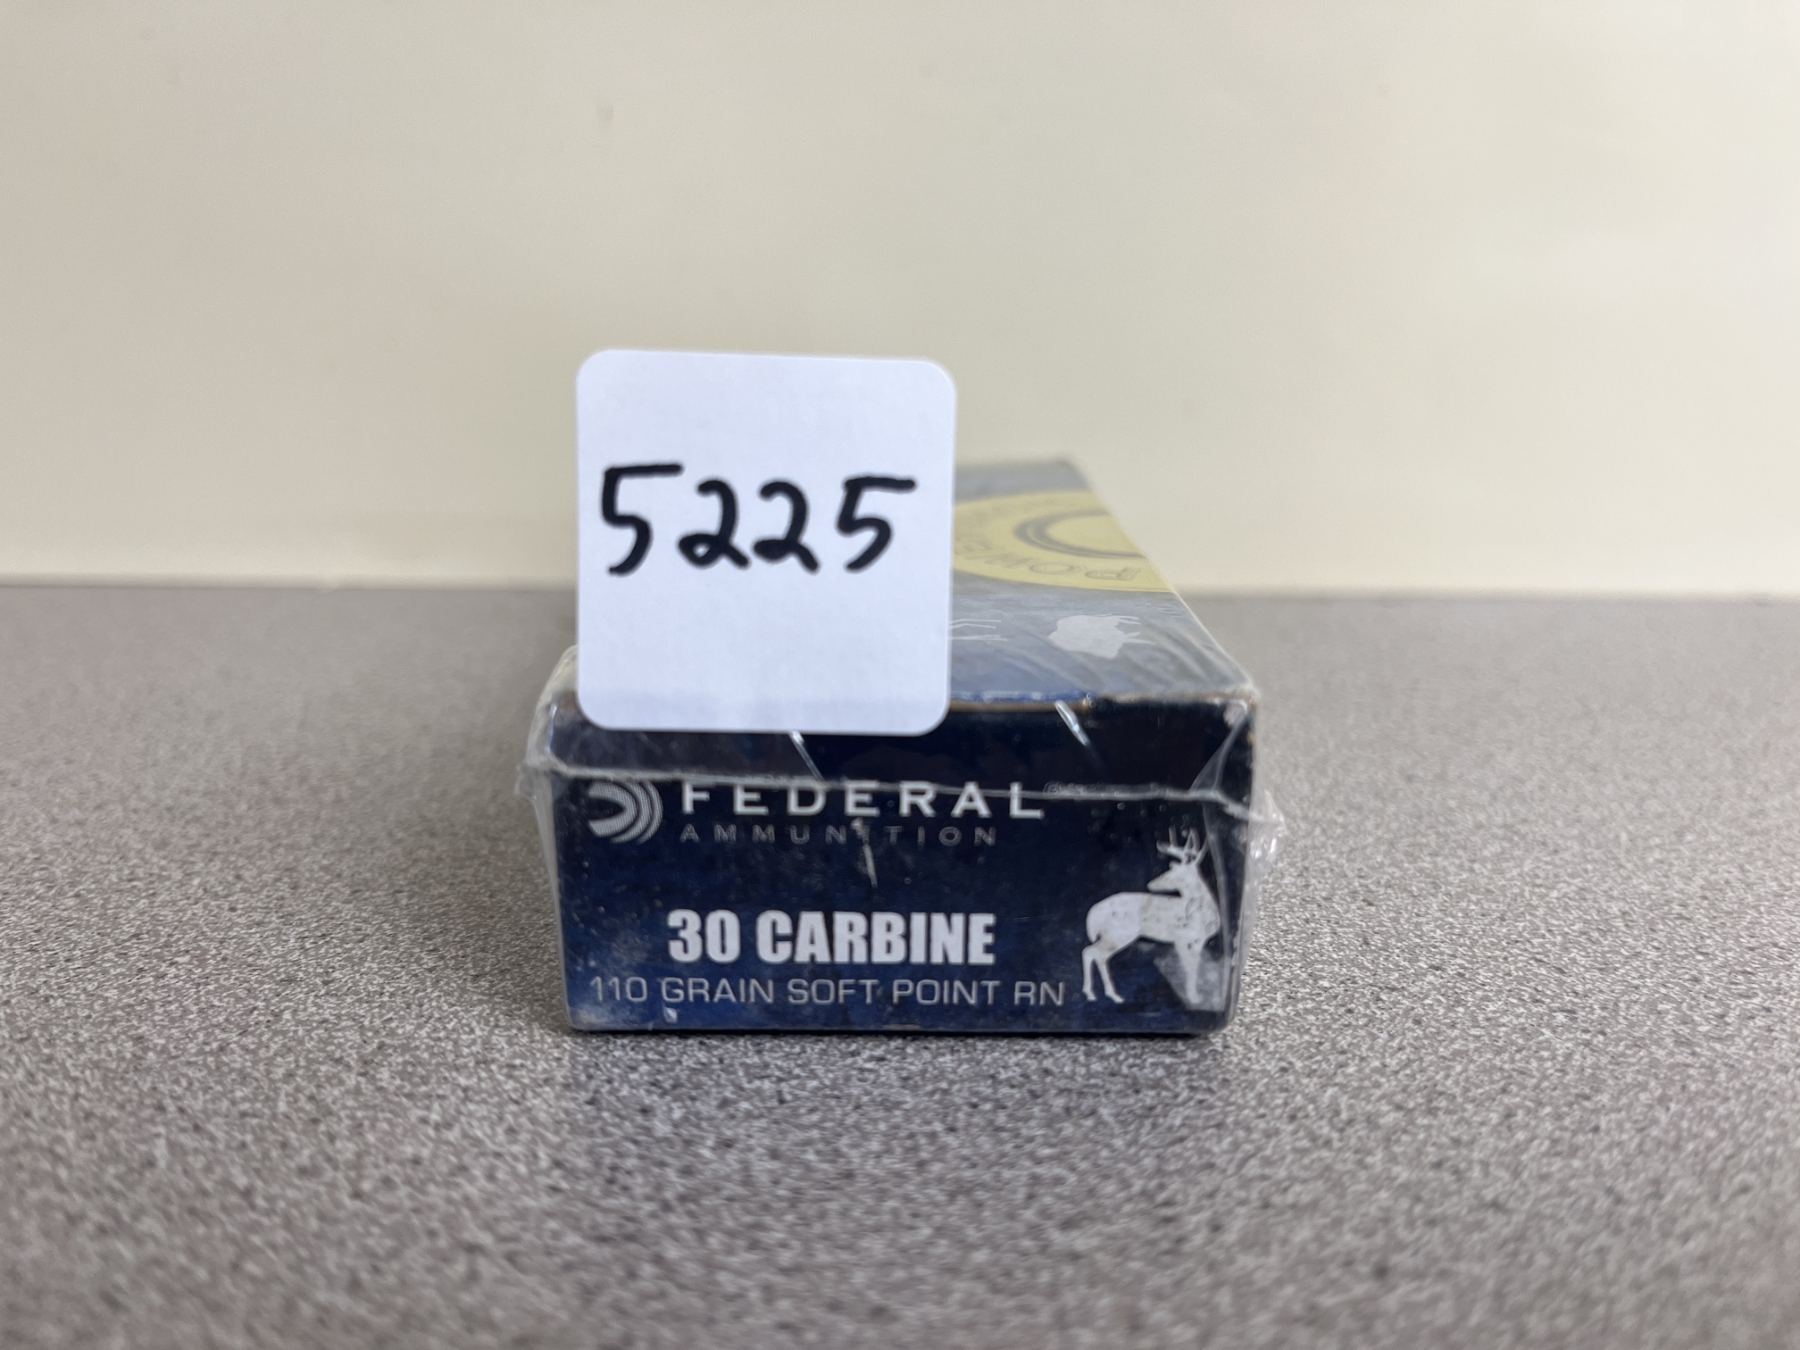 5225
FEDERAL
AMMUNITION
30 CARBINE
110 GRAIN SOFT POINT RN